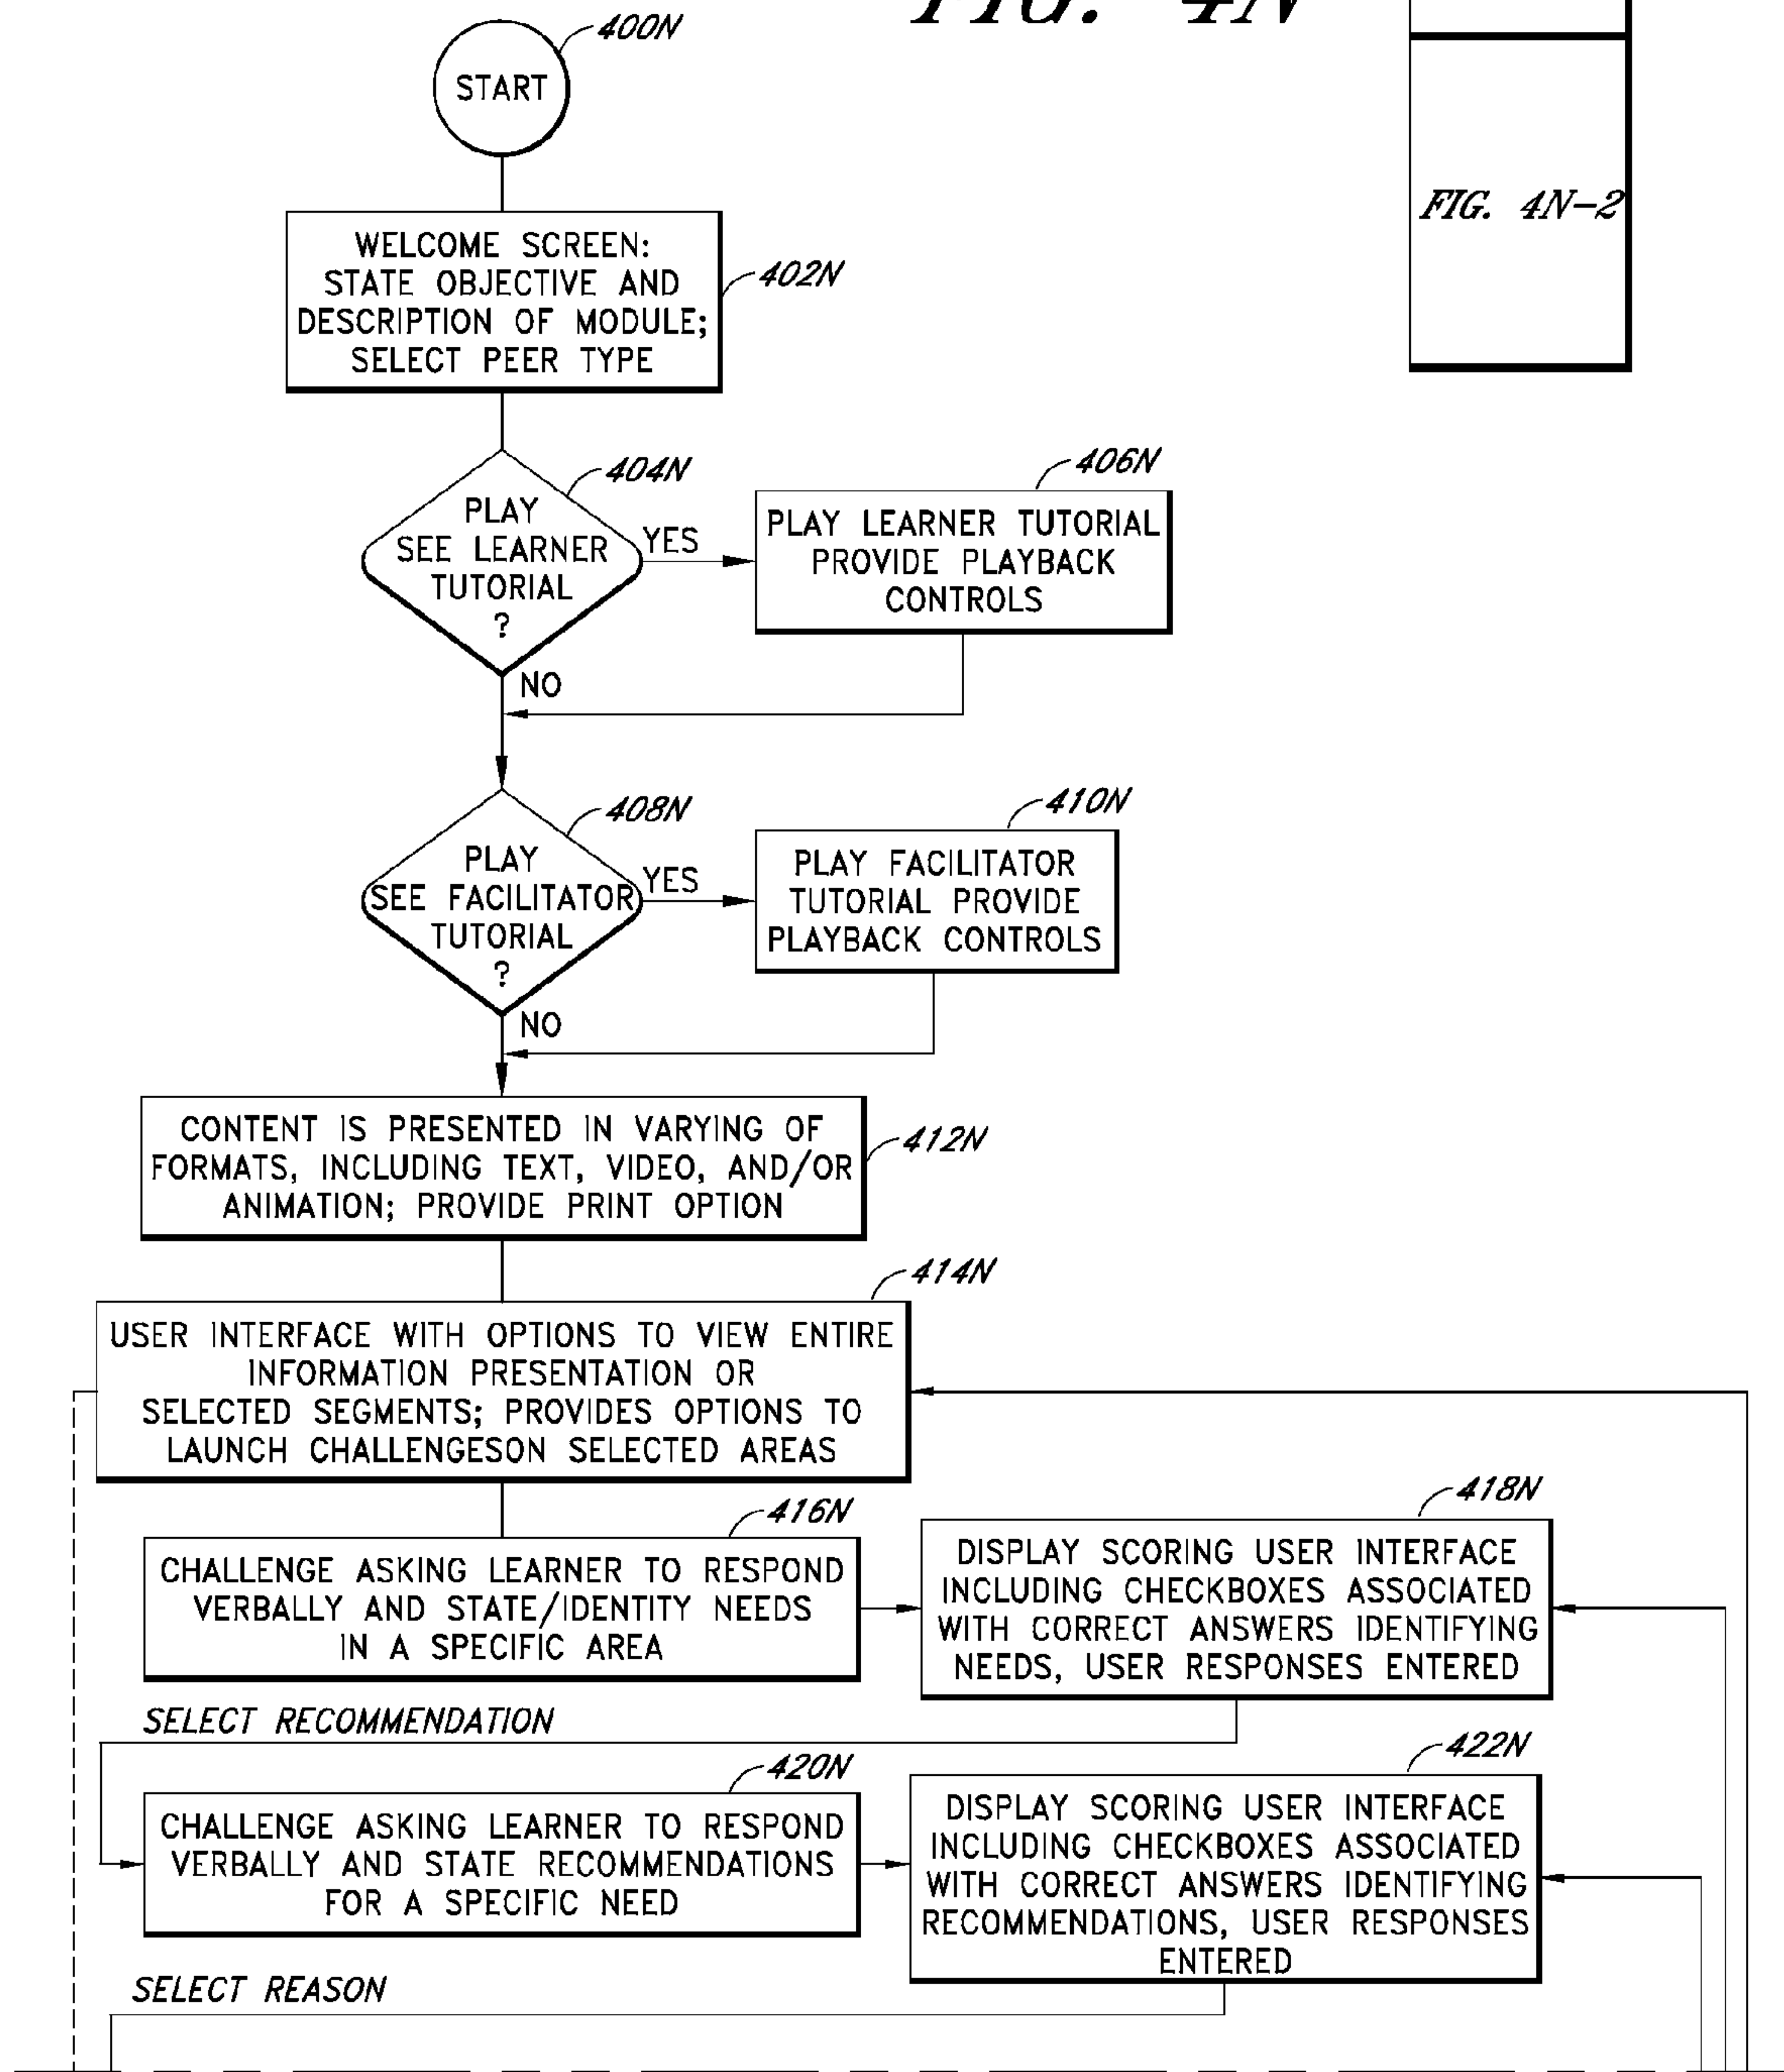 FIG. 4N
400N
START
FIG. 4N-2
WELCOME SCREEN:
STATE OBJECTIVE AND
DESCRIPTION OF MODULE;
SELECT PEER TYPE
402N
404N
PLAY
SEE LEARNER
TUTORIAL
?
YES
NO
406N
PLAY LEARNER TUTORIAL
PROVIDE PLAYBACK
CONTROLS
408N
PLAY
SEE FACILITATOR
TUTORIAL
?
YES
NO
410N
PLAY FACILITATOR
TUTORIAL PROVIDE
PLAYBACK CONTROLS
CONTENT IS PRESENTED IN VARYING OF
FORMATS, INCLUDING TEXT, VIDEO, AND/OR
ANIMATION; PROVIDE PRINT OPTION
412N
414N
USER INTERFACE WITH OPTIONS TO VIEW ENTIRE
INFORMATION PRESENTATION OR
SELECTED SEGMENTS; PROVIDES OPTIONS TO
LAUNCH CHALLENGESON SELECTED AREAS
416N
CHALLENGE ASKING LEARNER TO RESPOND
VERBALLY AND STATE/IDENTITY NEEDS
IN A SPECIFIC AREA
418N
DISPLAY SCORING USER INTERFACE
INCLUDING CHECKBOXES ASSOCIATED
WITH CORRECT ANSWERS IDENTIFYING
NEEDS, USER RESPONSES ENTERED
SELECT RECOMMENDATION
420N
CHALLENGE ASKING LEARNER TO RESPOND
VERBALLY AND STATE RECOMMENDATIONS
FOR A SPECIFIC NEED
422N
DISPLAY SCORING USER INTERFACE
INCLUDING CHECKBOXES ASSOCIATED
WITH CORRECT ANSWERS IDENTIFYING
RECOMMENDATIONS, USER RESPONSES
ENTERED
SELECT REASON